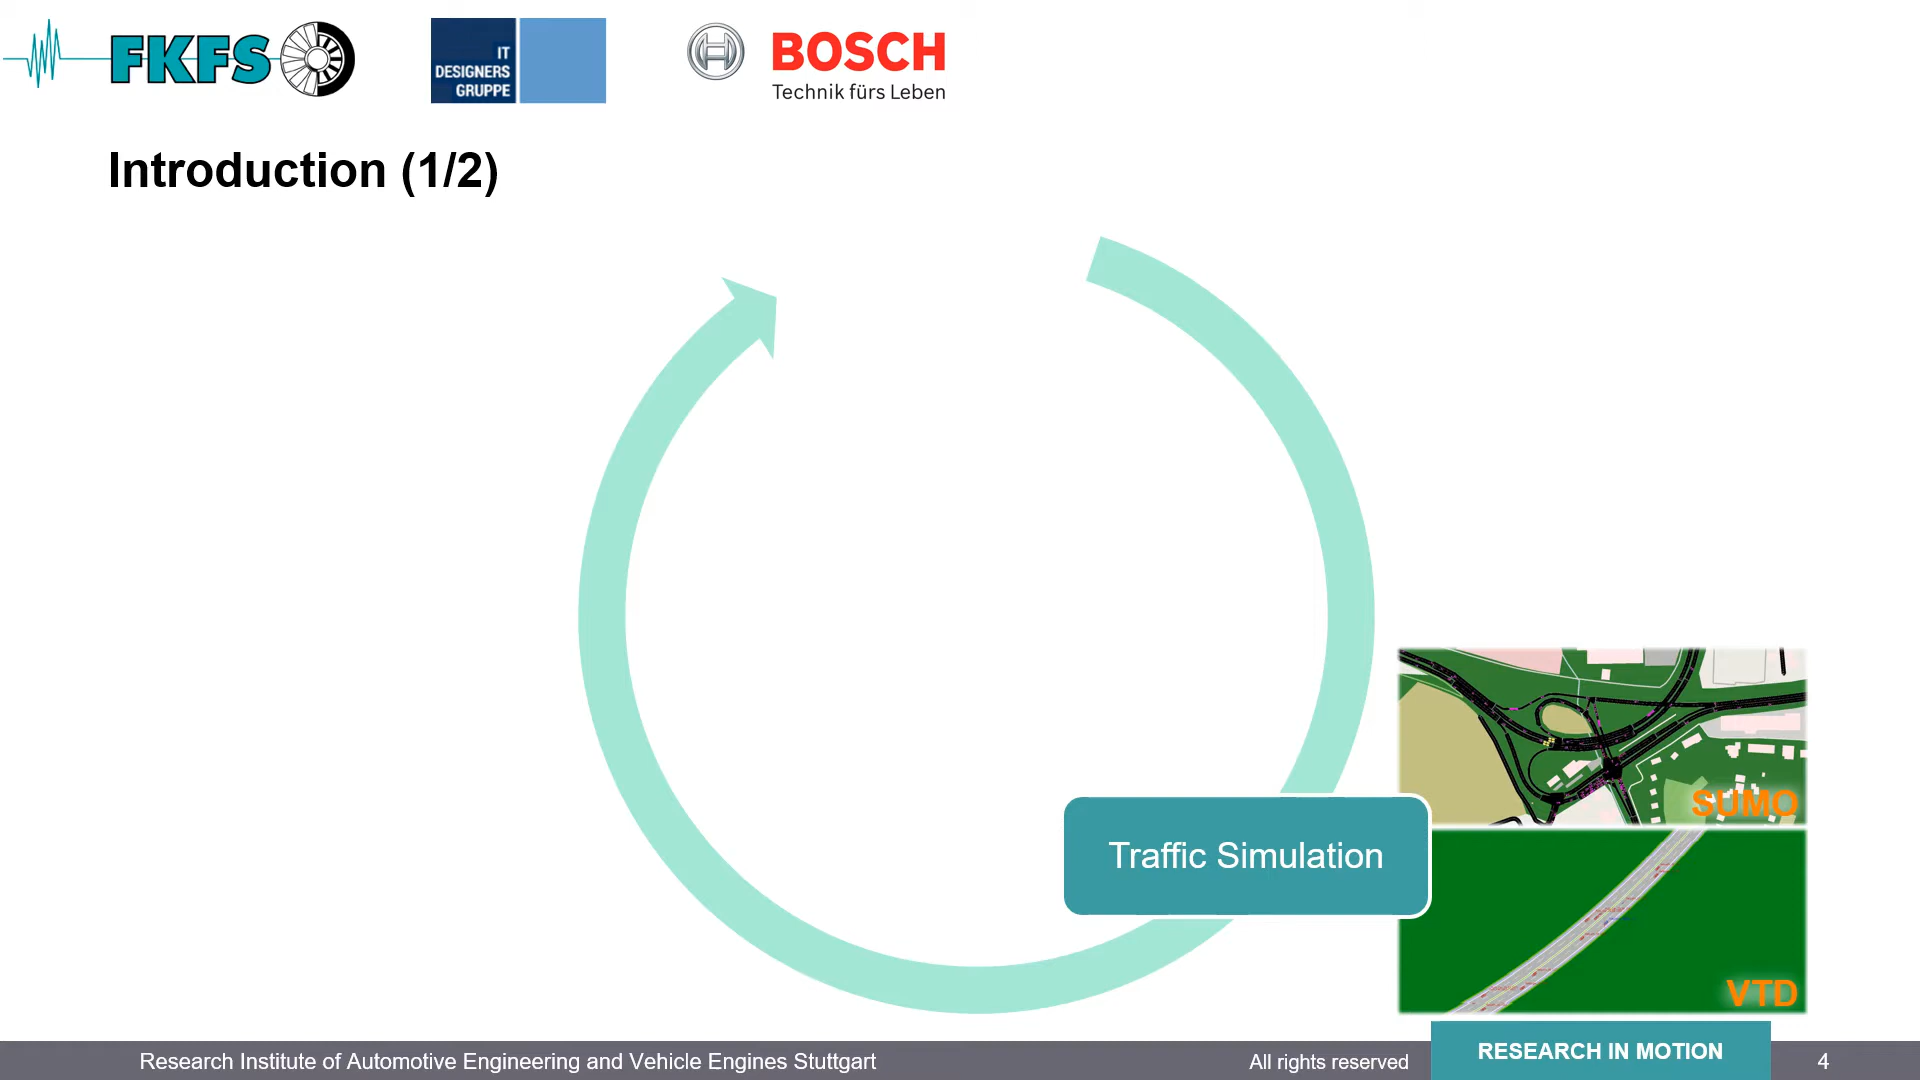 FKFS
IT
DESIGNERS
GRUPPE
BOSCH
Technik fürs Leben
Introduction (1/2)
SUMO
Traffic Simulation
VTD
Research Institute of Automotive Engineering and Vehicle Engines Stuttgart
All rights reserved
RESEARCH IN MOTION
4